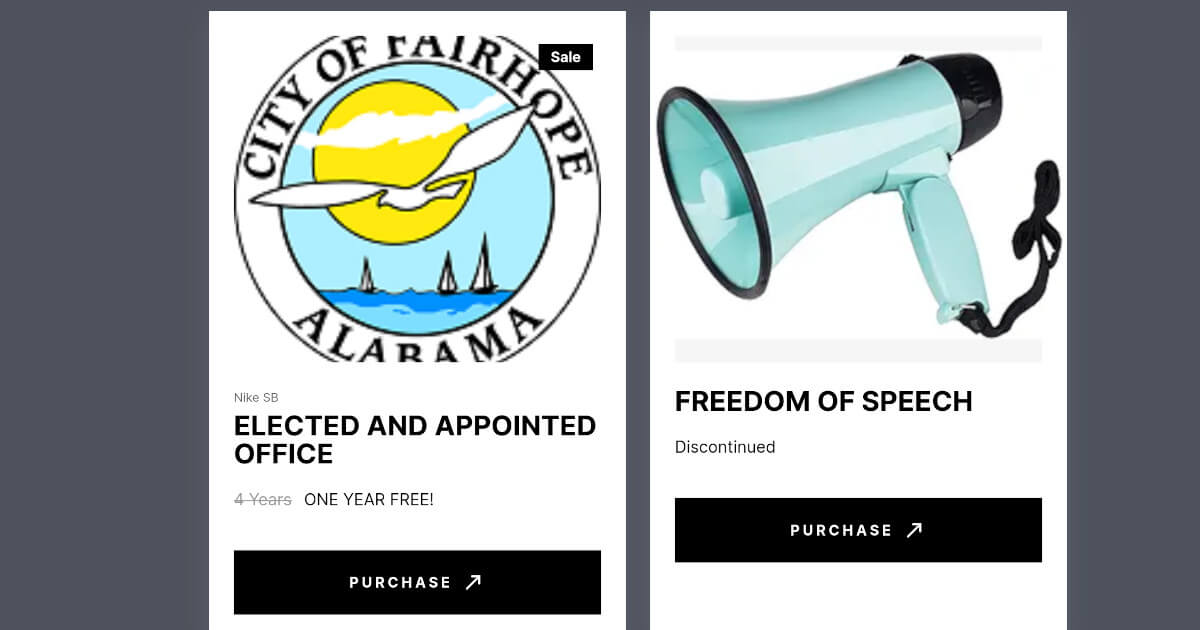 CITY OF FAIRHOPE
Sale
ALABAMA
Nike SB
ELECTED AND APPOINTED
OFFICE
4 Years ONE YEAR FREE!
PURCHASE
FREEDOM OF SPEECH
Discontinued
PURCHASE